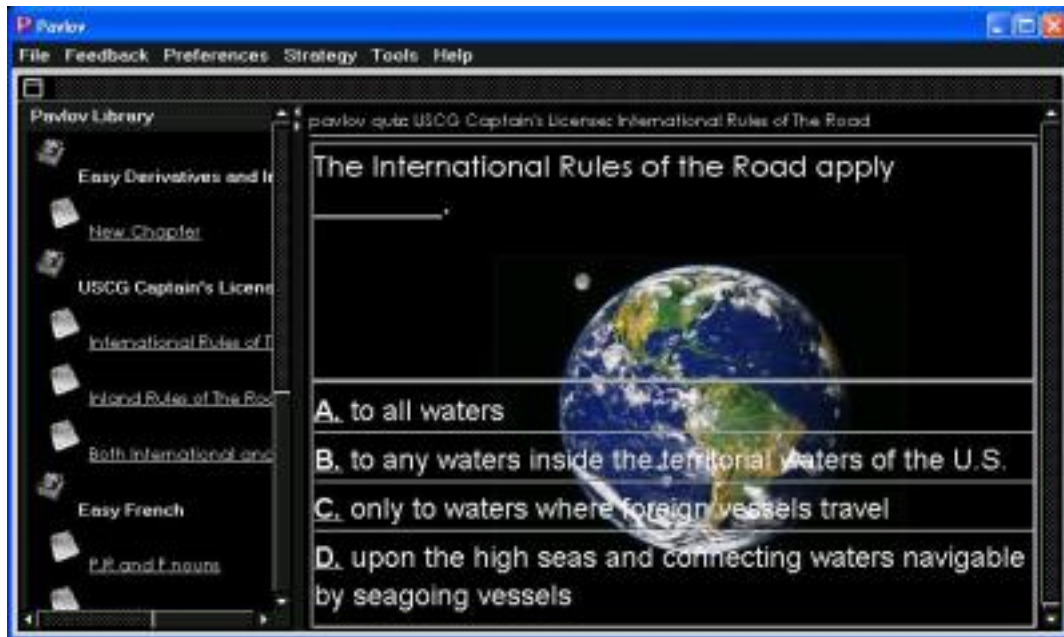 Pavlov
File Feedback Preferences Strategy Tools Help
Pavlov Library
Easy Derivatives and I
New Chapter
USCG Captain's Licens
International Rules of
Inland Rules of The Roa
Both International and
Easy French
and F nouns
pavlov quiz: USCG Captain's License: International Rules of The Road
The International Rules of the Road apply
________.
A. to all waters
B. to any waters inside the territorial waters of the U.S.
C. only to waters where foreign vessels travel
D. upon the high seas and connecting waters navigable
by seagoing vessels